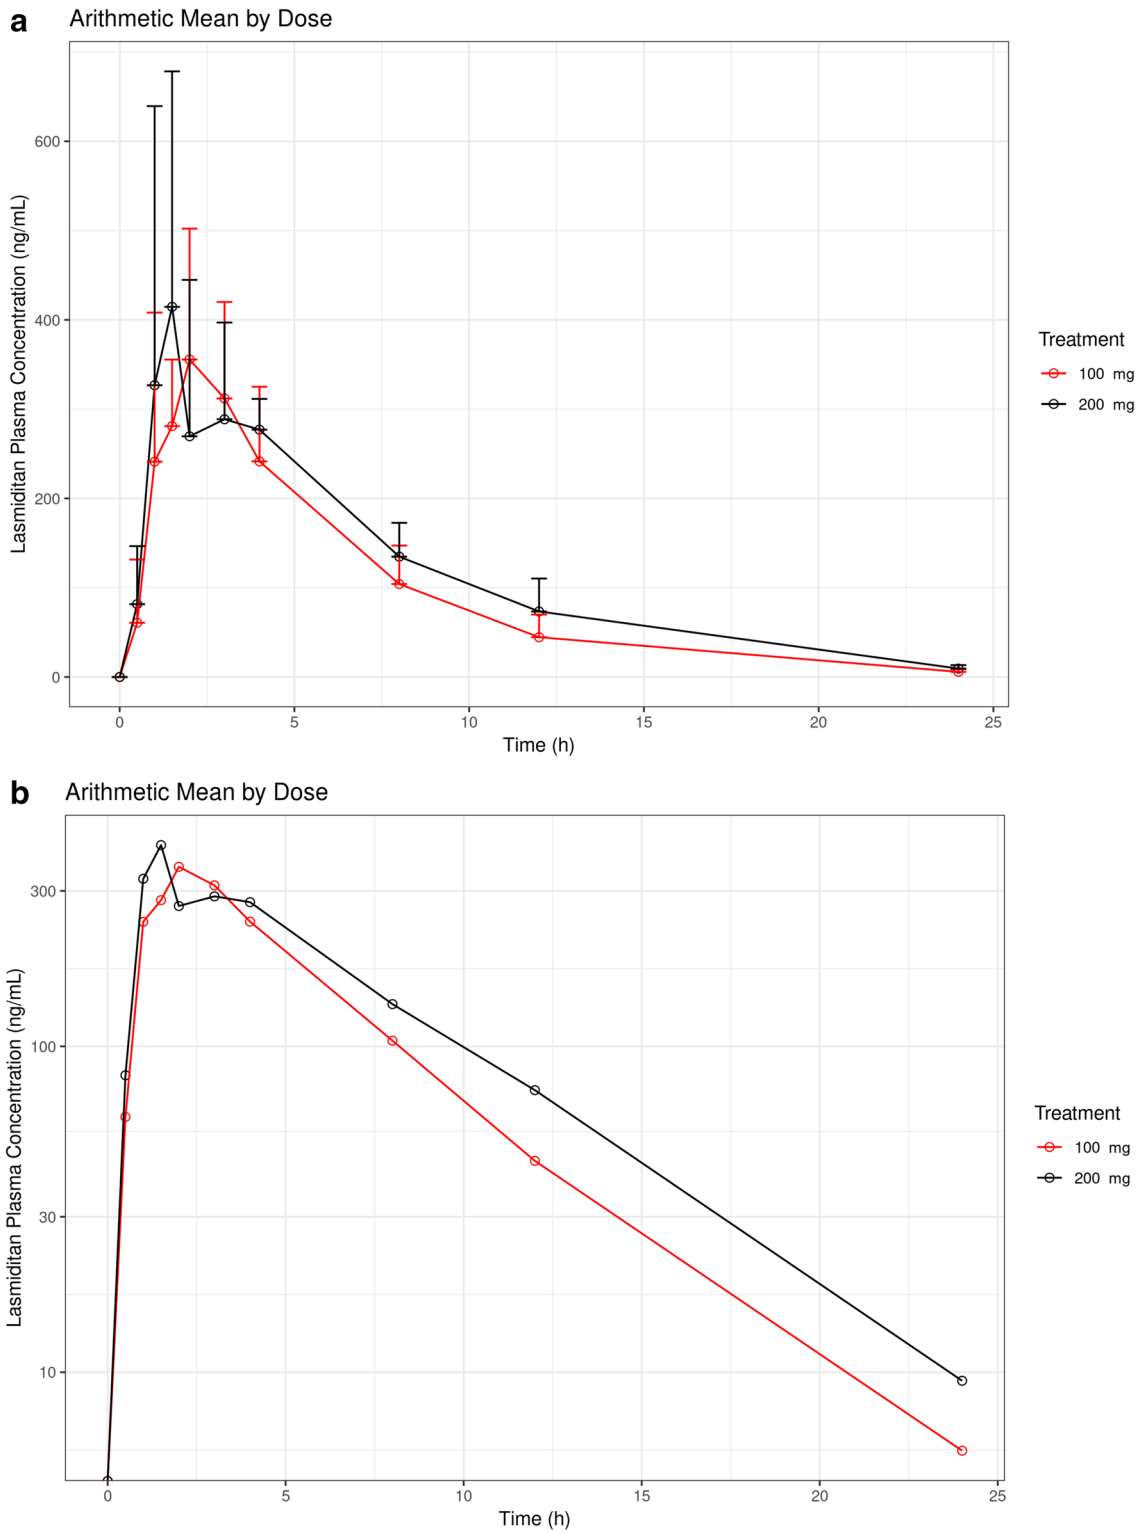 a
Arithmetic Mean by Dose
Lasmiditan Plasma Concentration (ng/mL)
600
400
200
0
0 5 10 15 20 25
Time (h)
Treatment
100 mg
200 mg
b
Arithmetic Mean by Dose
Lasmiditan Plasma Concentration (ng/mL)
300
100
30
10
0 5 10 15 20 25
Time (h)
Treatment
100 mg
200 mg